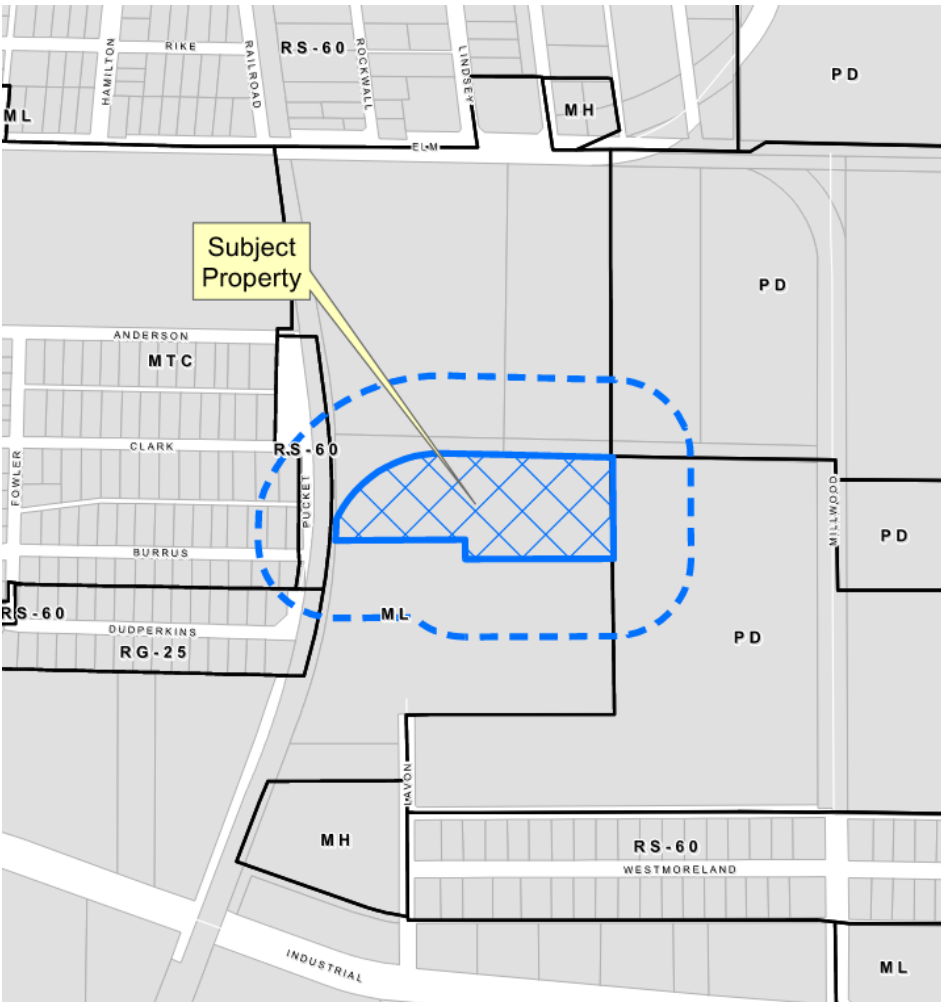 RIKE
HAMILTON
RAILROAD
RS-60
ROCKWALL
LINDSEY
PD
ML
MH
ELM
Subject
Property
PD
ANDERSON
MTC
CLARK
RS-60
FOWLER
PUCKET
MILLWOOD
PD
BURRUS
RS-60
ML
DUDPERKINS
PD
RG-25
LAVON
MH
RS-60
WESTMORELAND
INDUSTRIAL
ML